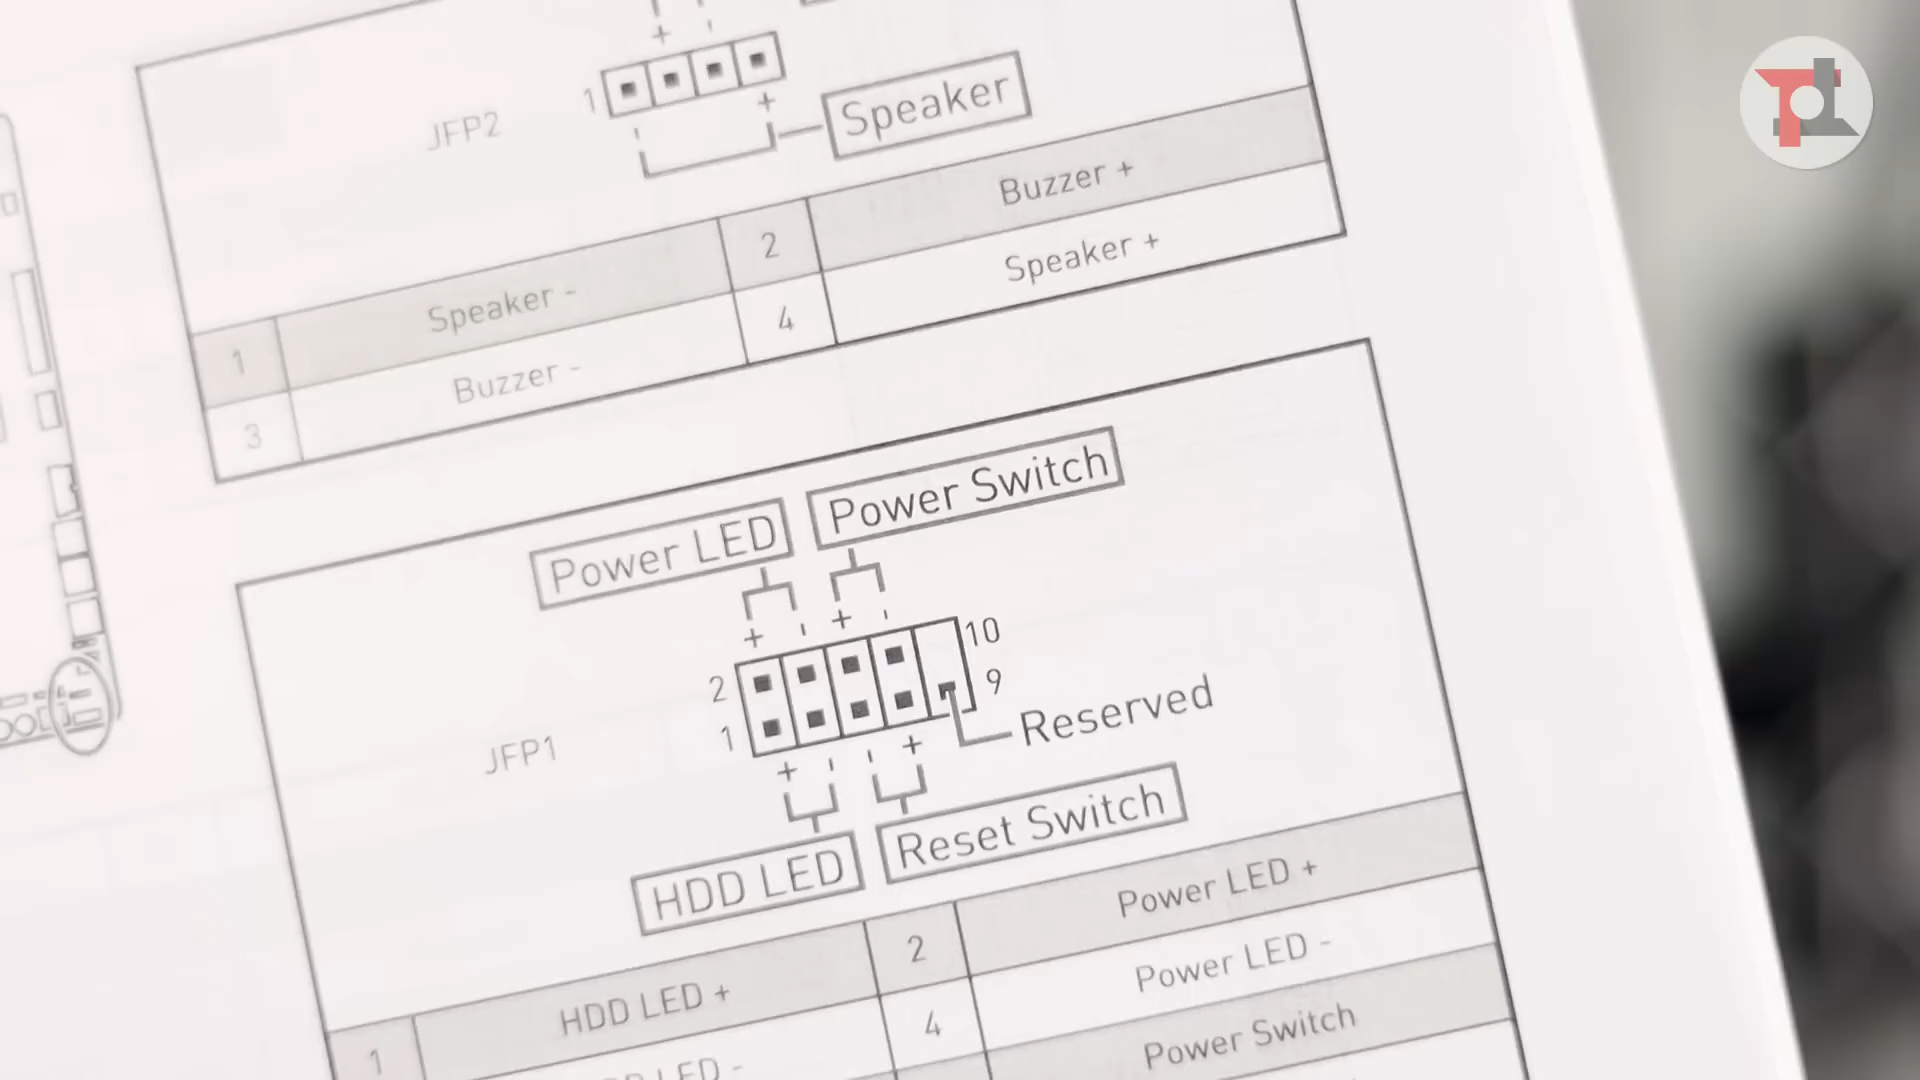 JFP2
1
Speaker
1 Speaker - 2 Buzzer +
3 Buzzer - 4 Speaker +
Power LED Power Switch
+ - + -
2 10
1 9
JFP1
Reserved
+ - - +
HDD LED Reset Switch
1 HDD LED + 2 Power LED +
LED - 4 Power LED -
Power Switch